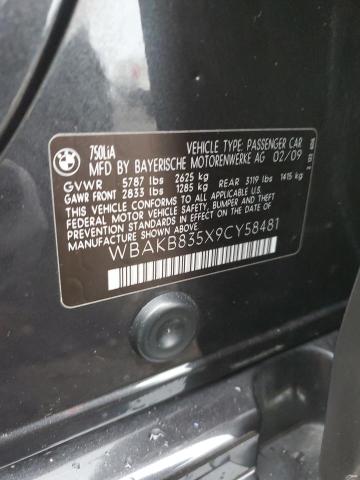 BMW
750LiA
VEHICLE TYPE: PASSENGER CAR
MFD BY BAYERISCHE MOTORENWERKE AG 02/09
GVWR 5787 lbs 2625 kg
GAWR FRONT 2833 lbs 1285 kg REAR 3119 lbs 1415 kg
THIS VEHICLE CONFORMS TO ALL APPLICABLE
FEDERAL MOTOR VEHICLE SAFETY, BUMPER AND THEFT
PREVENTION STANDARDS IN EFFECT ON THE DATE OF
MANUFACTURE SHOWN ABOVE.
WBAKB835X9CY58481